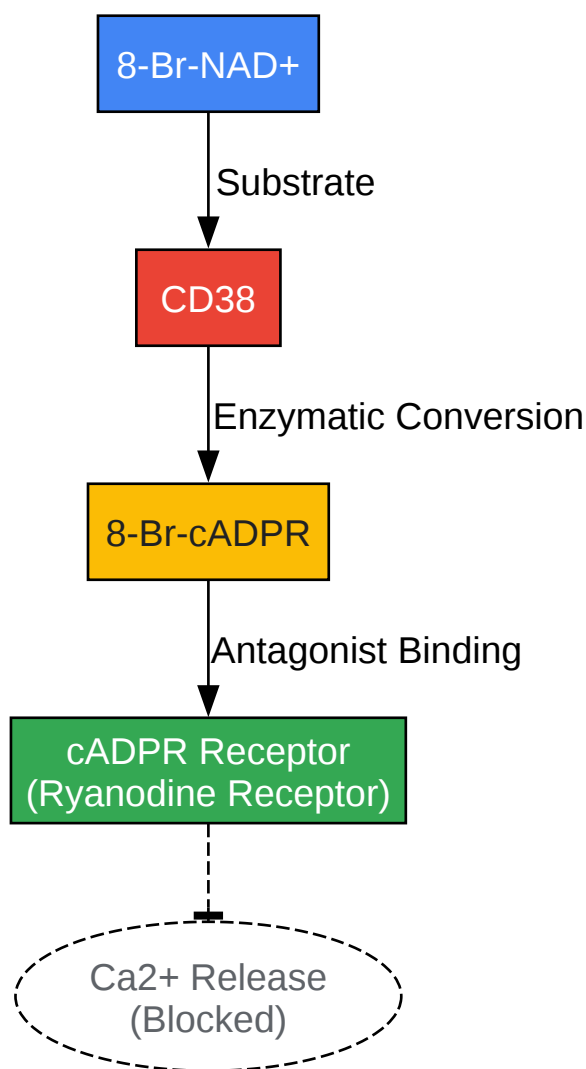 8-Br-NAD+
Substrate
CD38
Enzymatic Conversion
8-Br-cADPR
Antagonist Binding
cADPR Receptor
(Ryanodine Receptor)
Ca2+ Release
(Blocked)